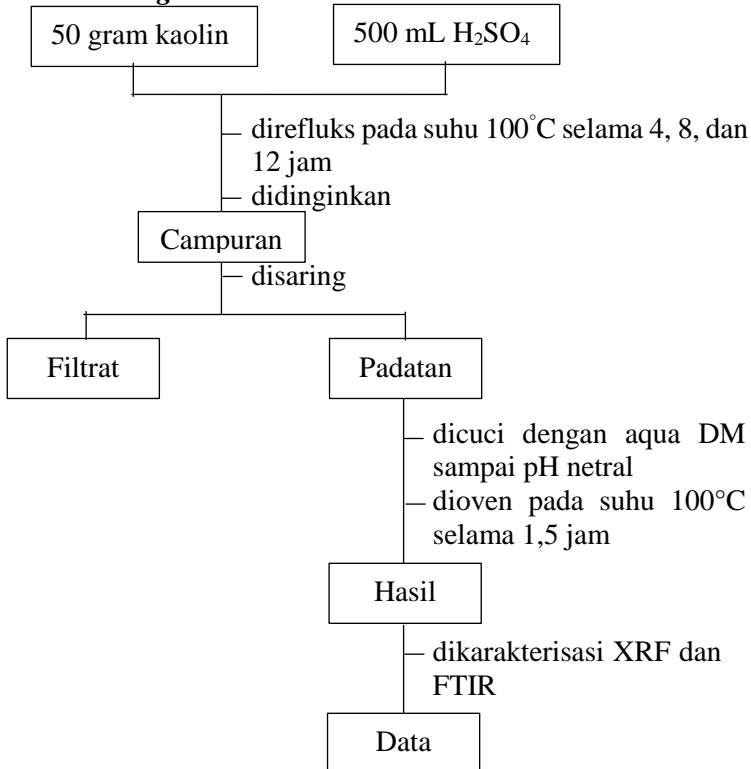 50 gram kaolin
500 mL H₂SO₄
direfluks pada suhu 100°C selama 4, 8, dan
12 jam
didinginkan
Campuran
disaring
Filtrat
Padatan
dicuci dengan aqua DM
sampai pH netral
dioven pada suhu 100°C
selama 1,5 jam
Hasil
dikarakterisasi XRF dan
FTIR
Data